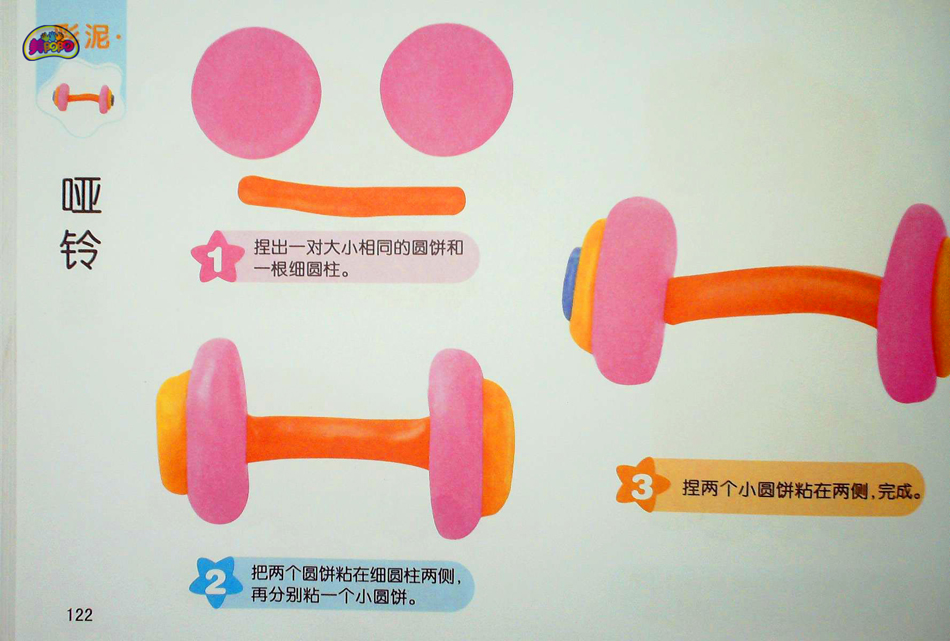 彩泥·
哑
铃
1
捏出一对大小相同的圆饼和
一根细圆柱。
2
把两个圆饼粘在细圆柱两侧，
再分别粘一个小圆饼。
3
捏两个小圆饼粘在两侧，完成。
122